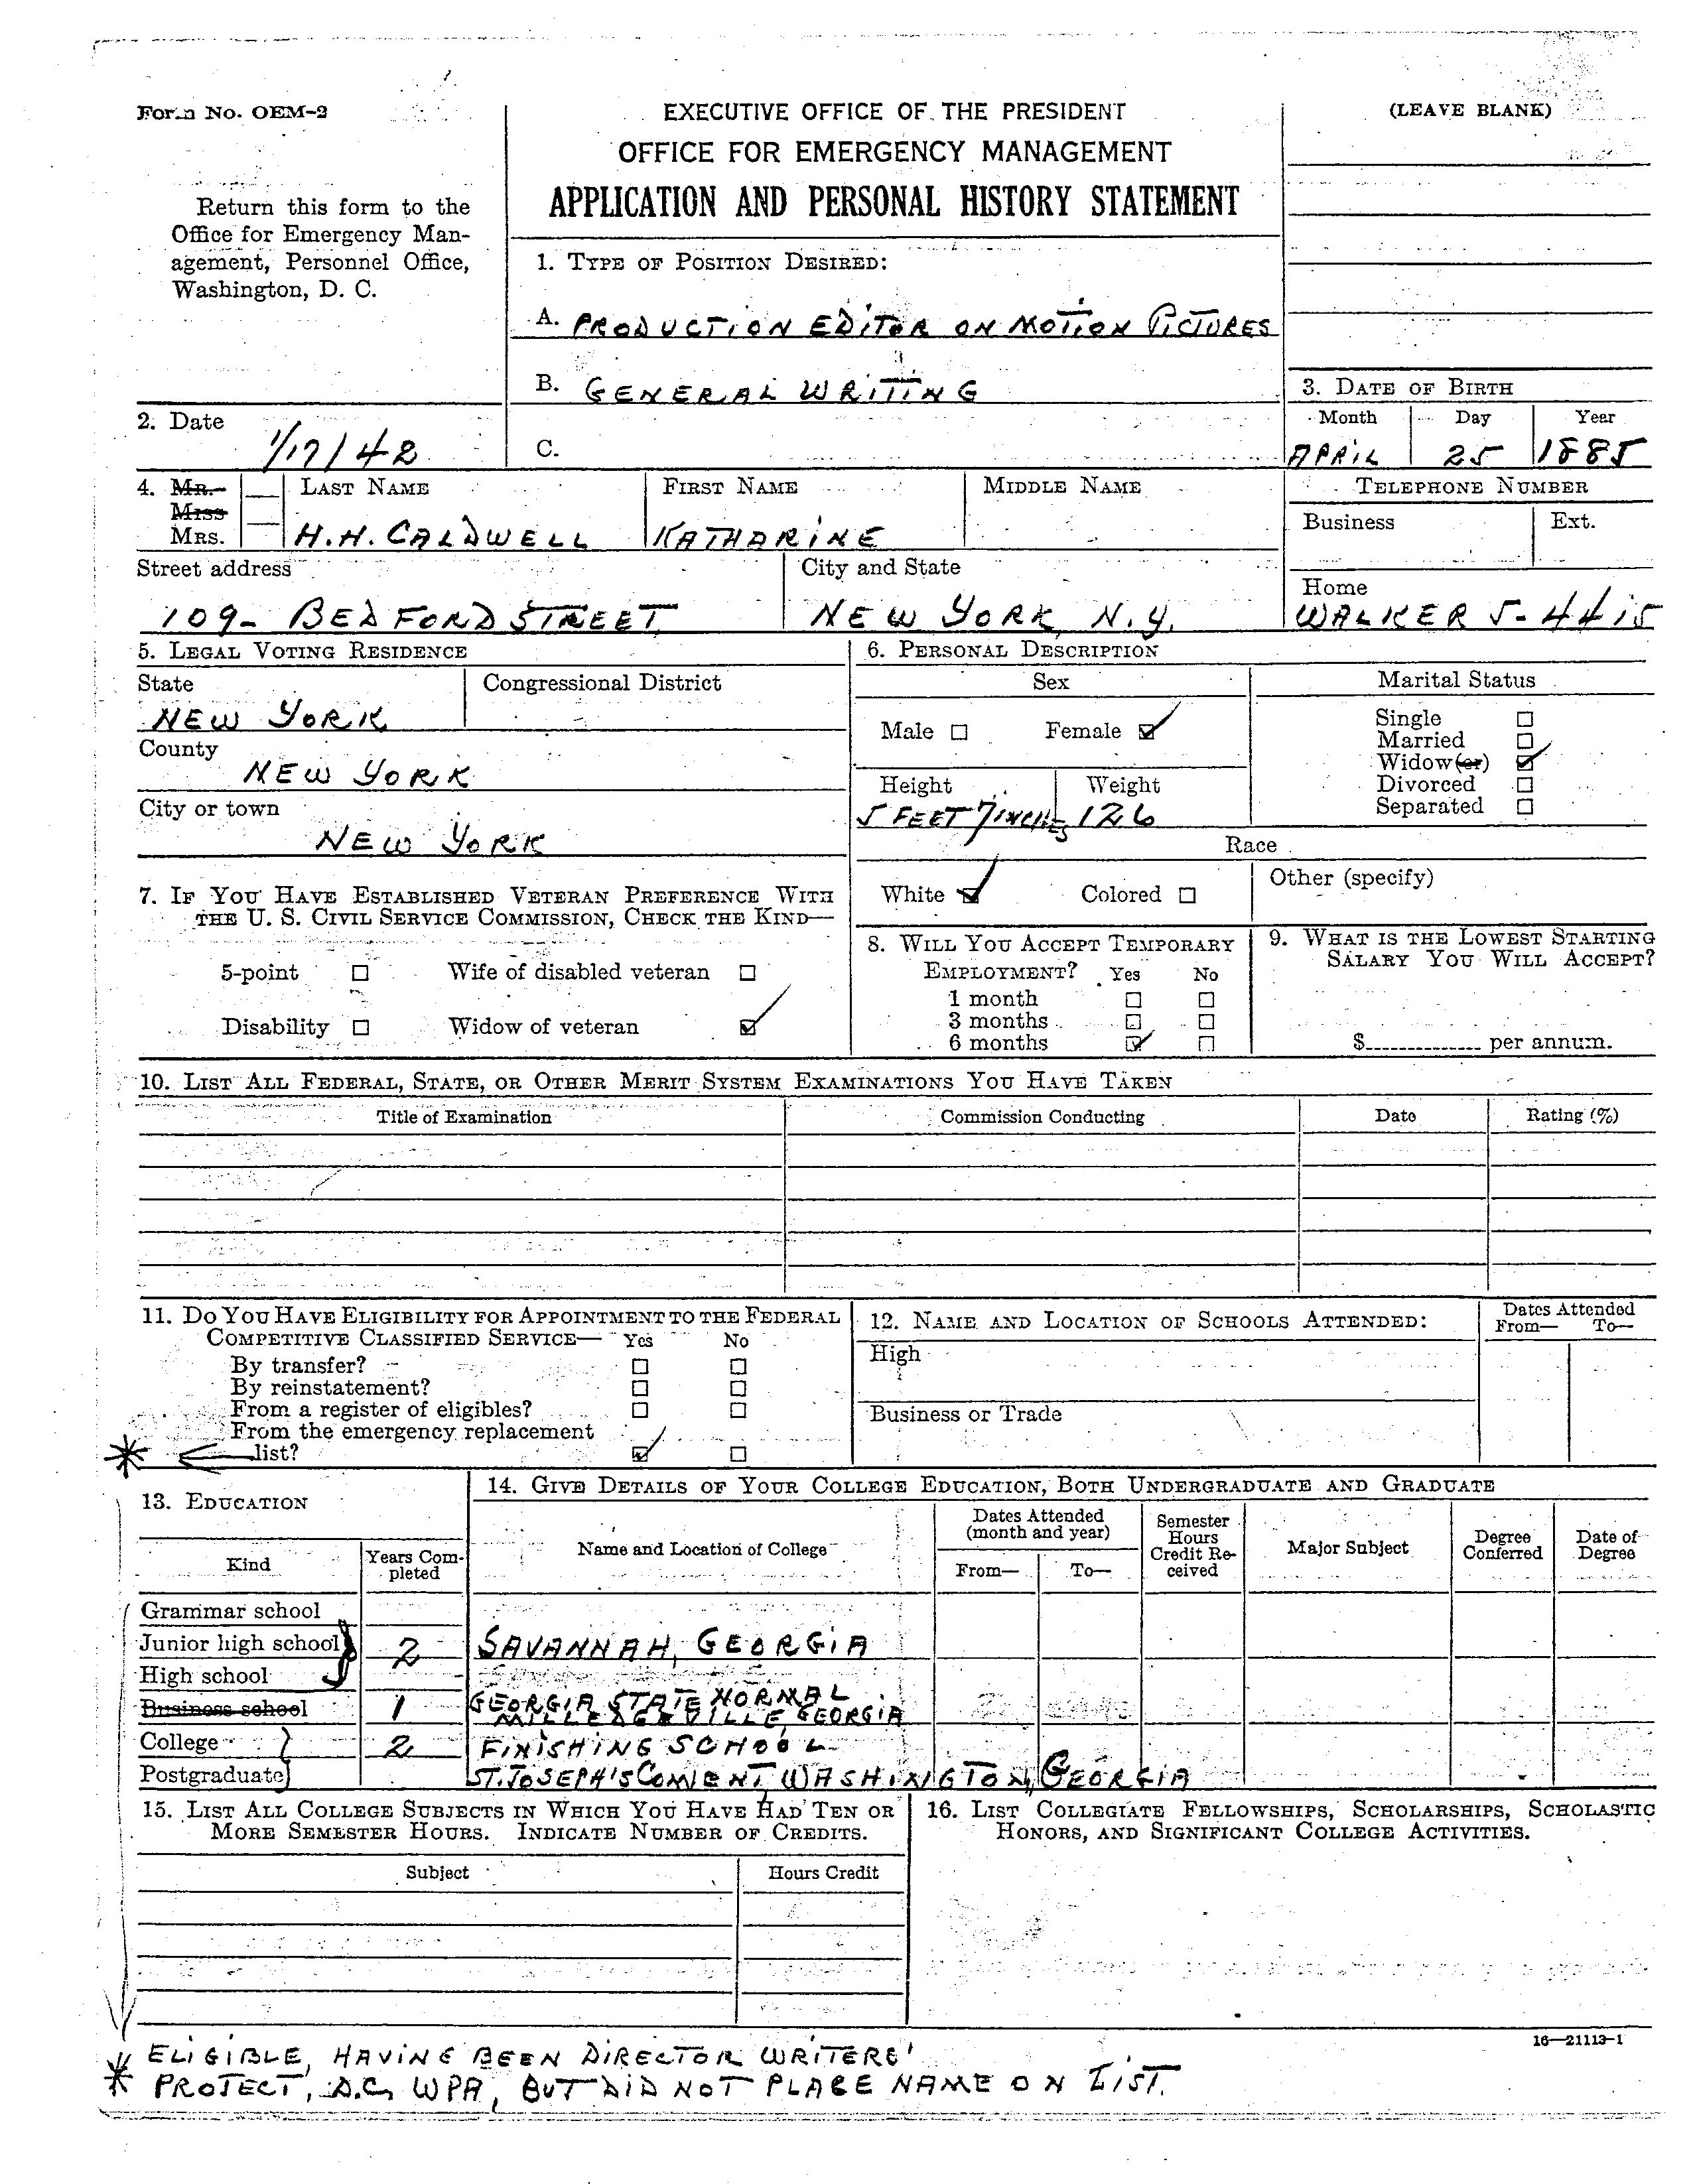 Form No. OEM-2
Return this form to the
Office for Emergency Man-
agement, Personnel Office,
Washington, D. C.
EXECUTIVE OFFICE OF THE PRESIDENT
OFFICE FOR EMERGENCY MANAGEMENT
APPLICATION AND PERSONAL HISTORY STATEMENT
(LEAVE BLANK)
1. TYPE OF POSITION DESIRED:
A. PRODUCTION EDITOR ON MOTION PICTURES
B. GENERAL WRITING
C.
2. Date
1/17/42
3. DATE OF BIRTH
Month Day Year
APRIL 25 1885
4. MR. MISS MRS.
LAST NAME FIRST NAME MIDDLE NAME
H.H. CALDWELL KATHARINE
TELEPHONE NUMBER
Business Ext.
Home
WALKER 5-4415
Street address City and State
109- BEDFORD STREET NEW YORK, N.Y.
5. LEGAL VOTING RESIDENCE
State Congressional District
NEW YORK
County
NEW YORK
City or town
NEW YORK
6. PERSONAL DESCRIPTION
Sex
Male Female
Marital Status
Single
Married
Widow(er)
Divorced
Separated
Height Weight
5 FEET 7 INCHES 126
Race
White Colored Other (specify)
7. IF YOU HAVE ESTABLISHED VETERAN PREFERENCE WITH
THE U. S. CIVIL SERVICE COMMISSION, CHECK THE KIND—
5-point Wife of disabled veteran
Disability Widow of veteran
8. WILL YOU ACCEPT TEMPORARY
EMPLOYMENT? Yes No
1 month
3 months
6 months
9. WHAT IS THE LOWEST STARTING
SALARY YOU WILL ACCEPT?
$ per annum.
10. LIST ALL FEDERAL, STATE, OR OTHER MERIT SYSTEM EXAMINATIONS YOU HAVE TAKEN
Title of Examination Commission Conducting Date Rating (%)
11. DO YOU HAVE ELIGIBILITY FOR APPOINTMENT TO THE FEDERAL
COMPETITIVE CLASSIFIED SERVICE— Yes No
By transfer?
By reinstatement?
From a register of eligibles?
From the emergency replacement
* list?
12. NAME AND LOCATION OF SCHOOLS ATTENDED:
Dates Attended
From— To—
High
Business or Trade
13. EDUCATION
Kind Years Com-
pleted
14. GIVE DETAILS OF YOUR COLLEGE EDUCATION, BOTH UNDERGRADUATE AND GRADUATE
Name and Location of College
Dates Attended
(month and year)
From— To—
Semester
Hours
Credit Re-
ceived
Major Subject
Degree
Conferred
Date of
Degree
Grammar school
Junior high school 2 SAVANNAH, GEORGIA
High school
Business school 1 GEORGIA STATE NORMAL
MILLEDGEVILLE, GEORGIA
College 2 FINISHING SCHOOL
Postgraduate ST. JOSEPH'S CONVENT, WASHINGTON, GEORGIA
15. LIST ALL COLLEGE SUBJECTS IN WHICH YOU HAVE HAD TEN OR
MORE SEMESTER HOURS. INDICATE NUMBER OF CREDITS.
Subject Hours Credit
16. LIST COLLEGIATE FELLOWSHIPS, SCHOLARSHIPS, SCHOLASTIC
HONORS, AND SIGNIFICANT COLLEGE ACTIVITIES.
16—21113-1
* ELIGIBLE, HAVING BEEN DIRECTOR WRITERS'
PROJECT, D.C. WPA, BUT DID NOT PLACE NAME ON LIST.